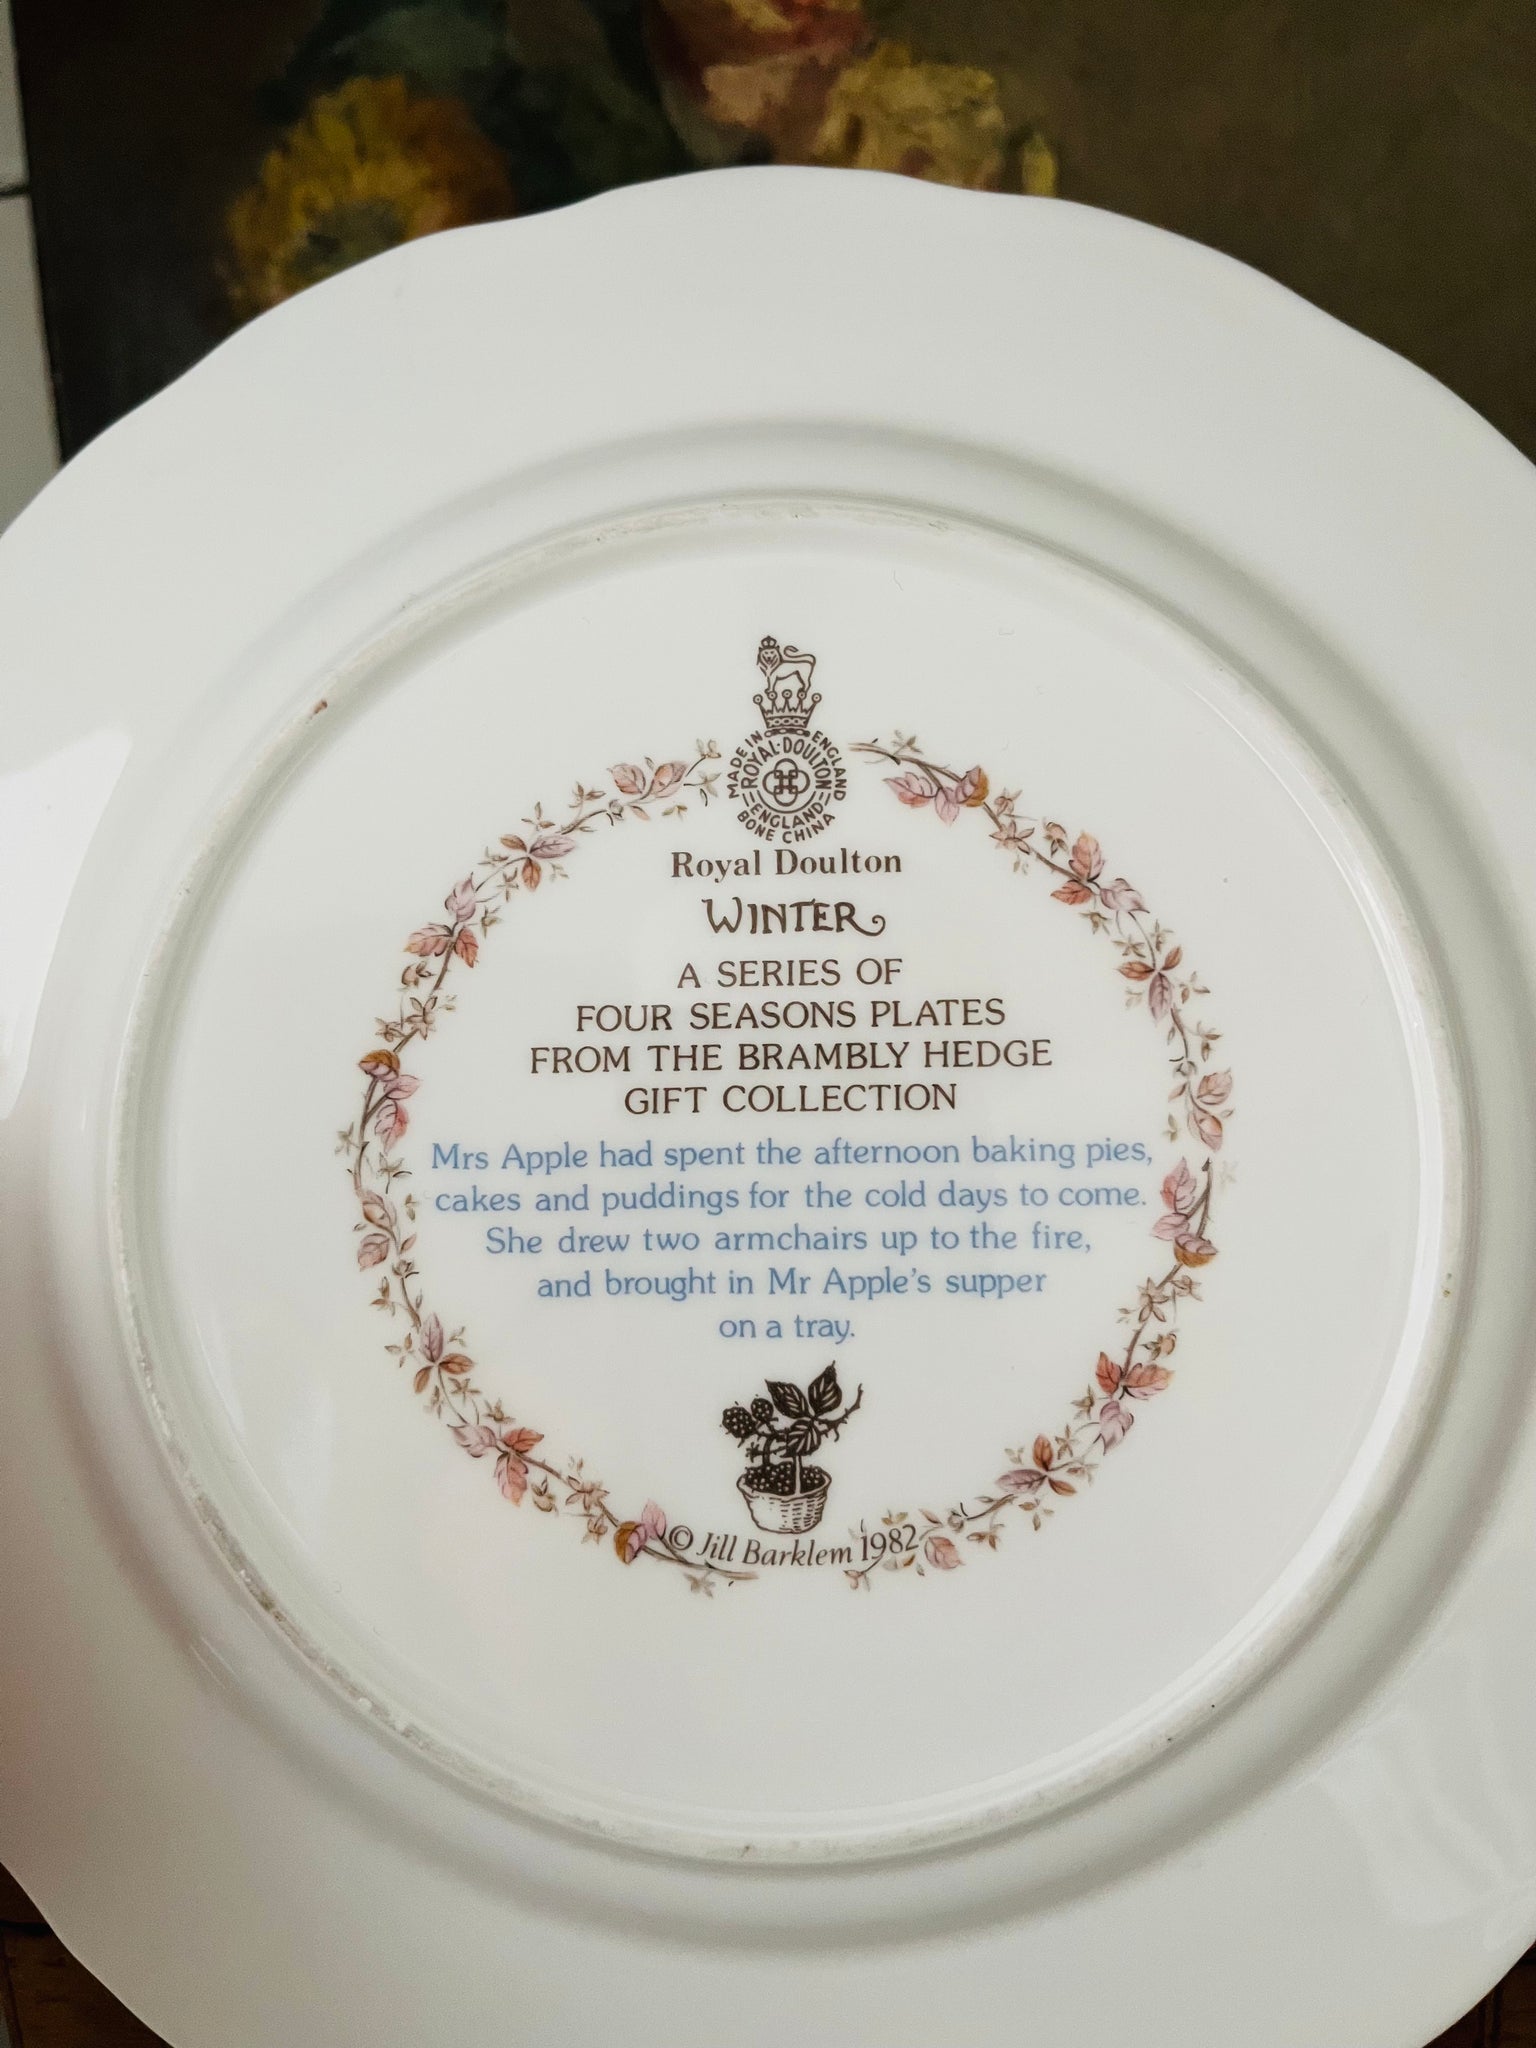 MADE IN ENGLAND
ROYAL·DOULTON
ENGLAND
BONE CHINA
Royal Doulton
WINTER
A SERIES OF
FOUR SEASONS PLATES
FROM THE BRAMBLY HEDGE
GIFT COLLECTION
Mrs Apple had spent the afternoon baking pies,
cakes and puddings for the cold days to come.
She drew two armchairs up to the fire,
and brought in Mr Apple's supper
on a tray.
© Jill Barklem 1982